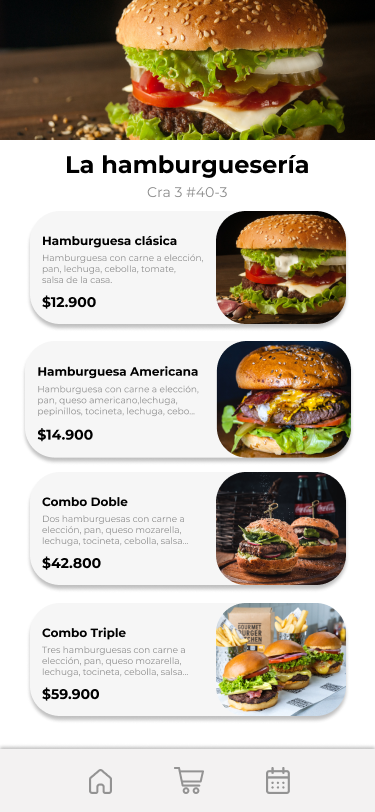 La hamburguesería
Cra 3 #40-3
Hamburguesa clásica
Hamburguesa con carne a elección,
pan, lechuga, cebolla, tomate,
salsa de la casa.
$12.900
Hamburguesa Americana
Hamburguesa con carne a elección,
pan, queso americano,lechuga,
pepinillos, tocineta, lechuga, cebo...
$14.900
Combo Doble
Dos hamburguesas con carne a
elección, pan, queso mozarella,
lechuga, tocineta, cebolla, salsa...
$42.800
Combo Triple
Tres hamburguesas con carne a
elección, pan, queso mozarella,
lechuga, tocineta, cebolla, salsa...
$59.900
GOURMET
BURGER
KITCHEN